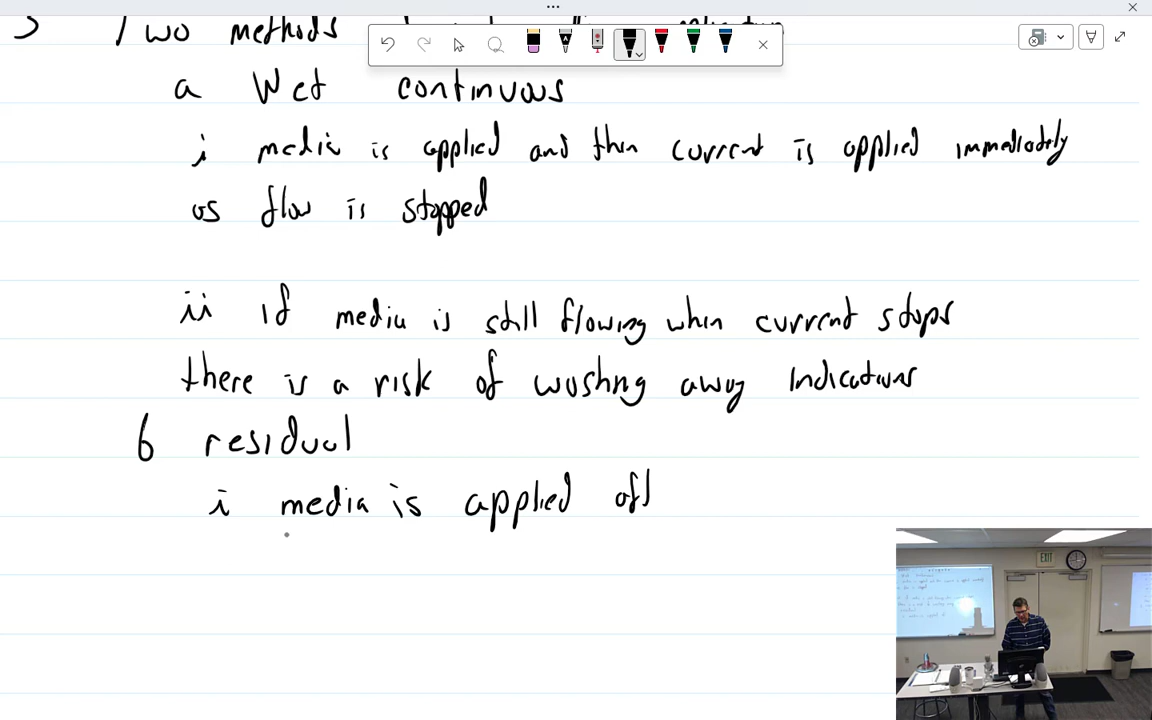 Two methods
a Wet continuous
i media is applied and then current is applied immediately
as flow is stopped
ii if media is still flowing when current stops
there is a risk of washing away indications
b residual
i media is applied off
EXIT